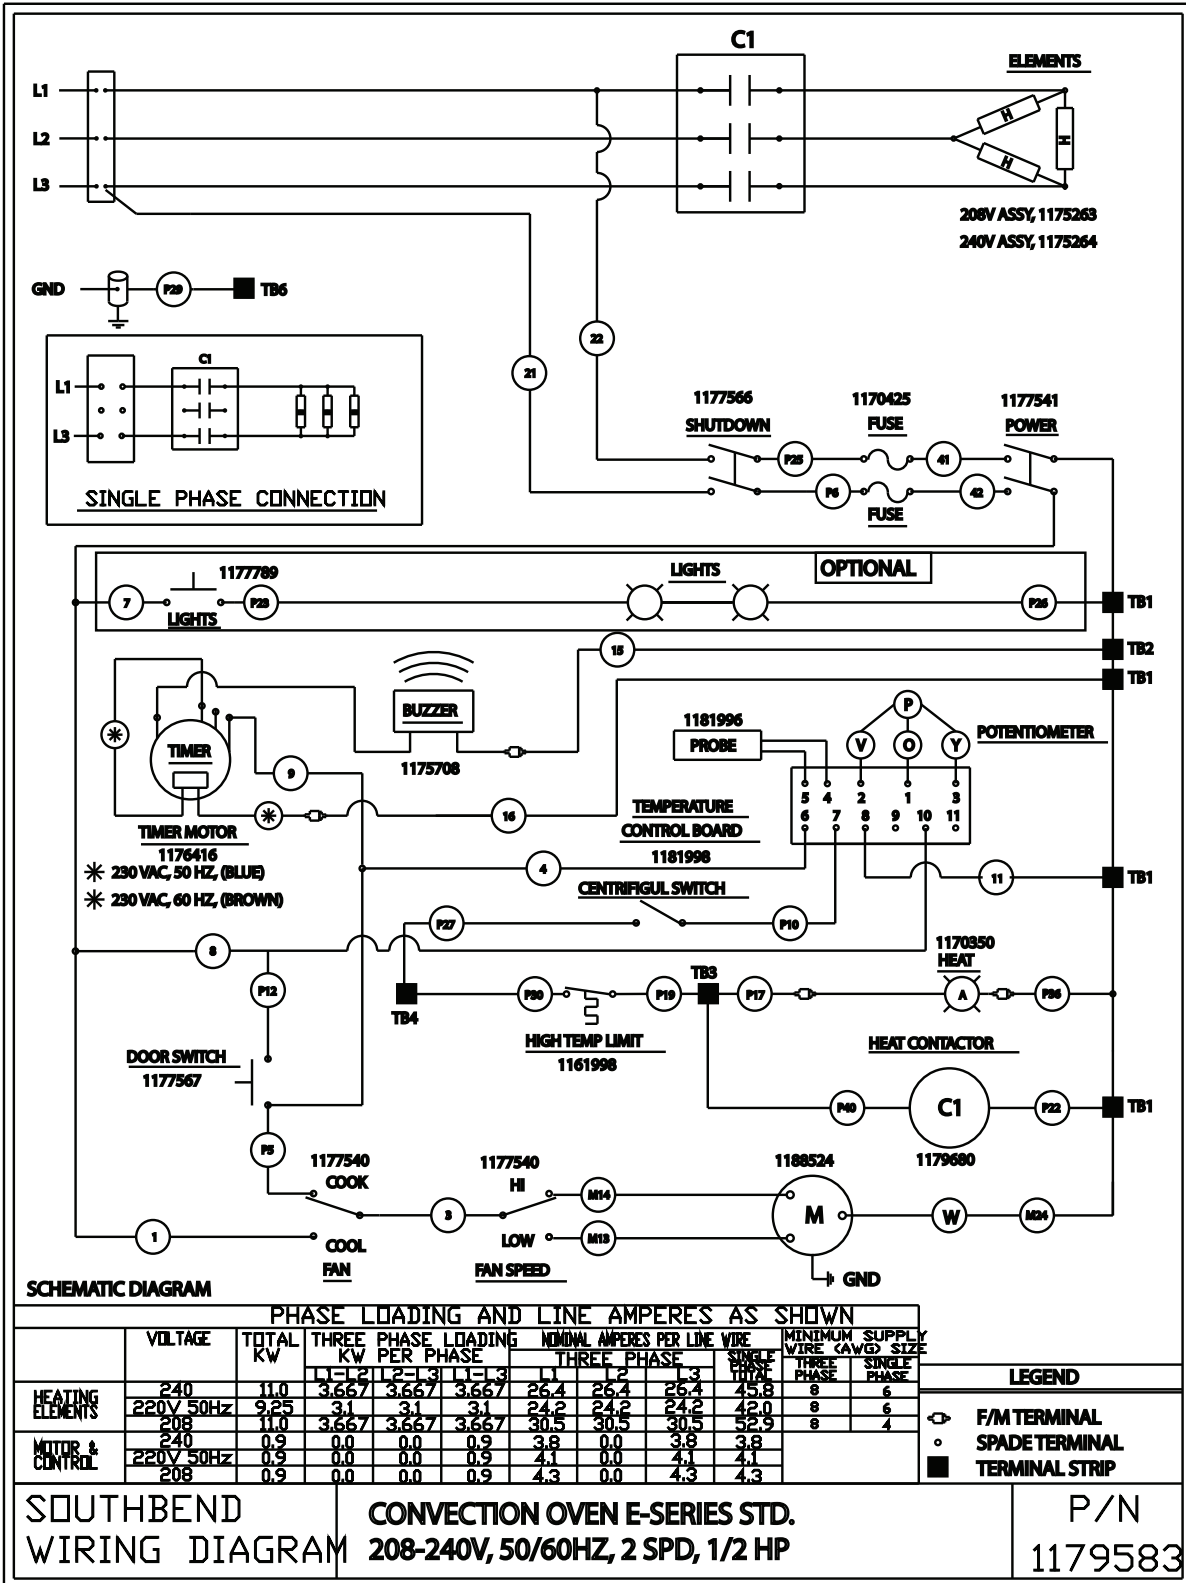 C1
ELEMENTS
L1
L2
L3
H
H
H
208V ASSY, 1175263
240V ASSY, 1175264
GND
P29
TB6
22
21
C1
L1
L3
SINGLE PHASE CONNECTION
1177566
SHUTDOWN
1170425
FUSE
1177541
POWER
P25
41
P6
42
FUSE
OPTIONAL
1177789
LIGHTS
7
P23
P26
TB1
LIGHTS
15
TB2
TB1
BUZZER
1175708
TIMER
9
16
TIMER MOTOR
1176416
✳ 230 VAC, 50 HZ, (BLUE)
✳ 230 VAC, 60 HZ, (BROWN)
1181996
PROBE
P
V O Y
POTENTIOMETER
5 4 2 1 3
6 7 8 9 10 11
TEMPERATURE
CONTROL BOARD
1181998
4
11
TB1
CENTRIFIGUL SWITCH
P27
P10
8
1170350
HEAT
P12
TB4
P30
P19
TB3
P17
A
P36
HIGH TEMP LIMIT
1161998
DOOR SWITCH
1177567
HEAT CONTACTOR
P40
C1
P22
TB1
1179680
P5
1177540
COOK
1177540
HI
M14
1188524
M
3
W
M24
1
COOL
FAN
LOW
M13
FAN SPEED
GND
SCHEMATIC DIAGRAM
PHASE LOADING AND LINE AMPERES AS SHOWN
VOLTAGE TOTAL KW THREE PHASE LOADING KW PER PHASE NOMINAL AMPERES PER LINE WIRE MINIMUM SUPPLY WIRE (AWG) SIZE
THREE PHASE SINGLE PHASE TOTAL THREE PHASE SINGLE PHASE
L1-L2 L2-L3 L1-L3 L1 L2 L3
HEATING ELEMENTS
240 11.0 3.667 3.667 3.667 26.4 26.4 26.4 45.8 8 6
220V 50Hz 9.25 3.1 3.1 3.1 24.2 24.2 24.2 42.0 8 6
208 11.0 3.667 3.667 3.667 30.5 30.5 30.5 52.9 8 4
MOTOR & CONTROL
240 0.9 0.0 0.0 0.9 3.8 0.0 3.8 3.8
220V 50Hz 0.9 0.0 0.0 0.9 4.1 0.0 4.1 4.1
208 0.9 0.0 0.0 0.9 4.3 0.0 4.3 4.3
LEGEND
F/M TERMINAL
SPADE TERMINAL
TERMINAL STRIP
SOUTHBEND
WIRING DIAGRAM
CONVECTION OVEN E-SERIES STD.
208-240V, 50/60HZ, 2 SPD, 1/2 HP
P/N
1179583